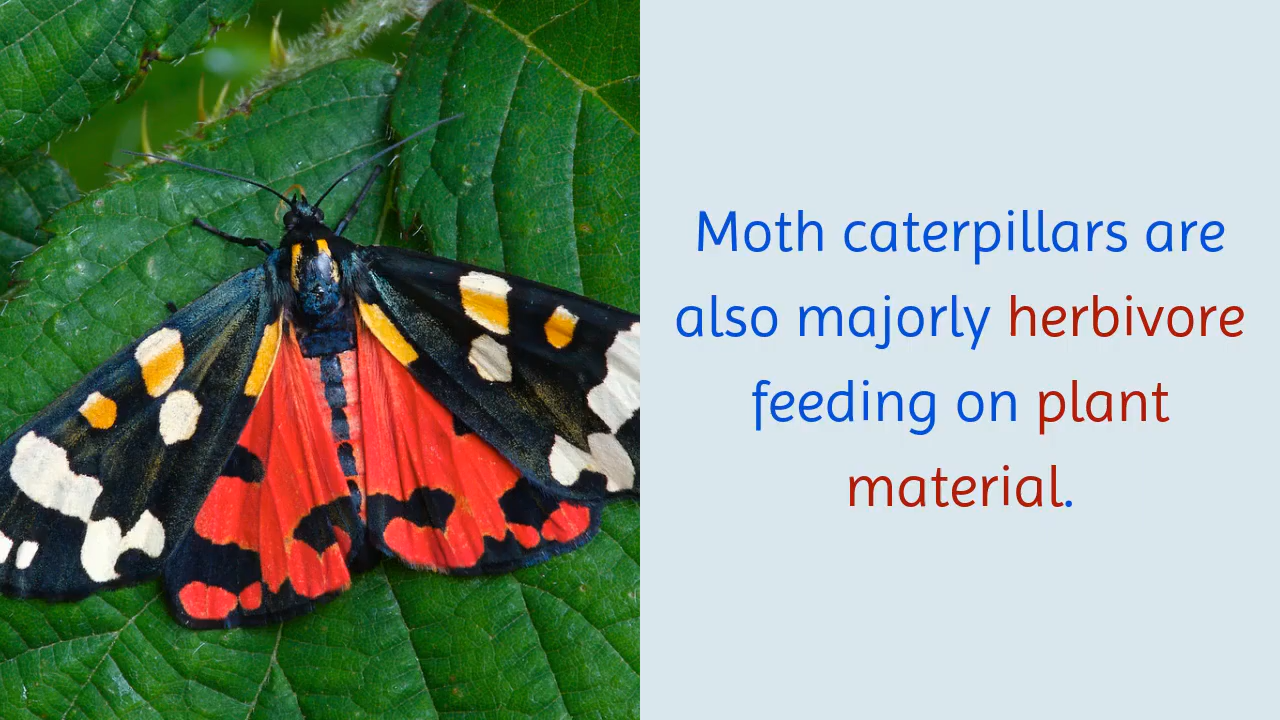 Moth caterpillars are
also majorly herbivore
feeding on plant
material.